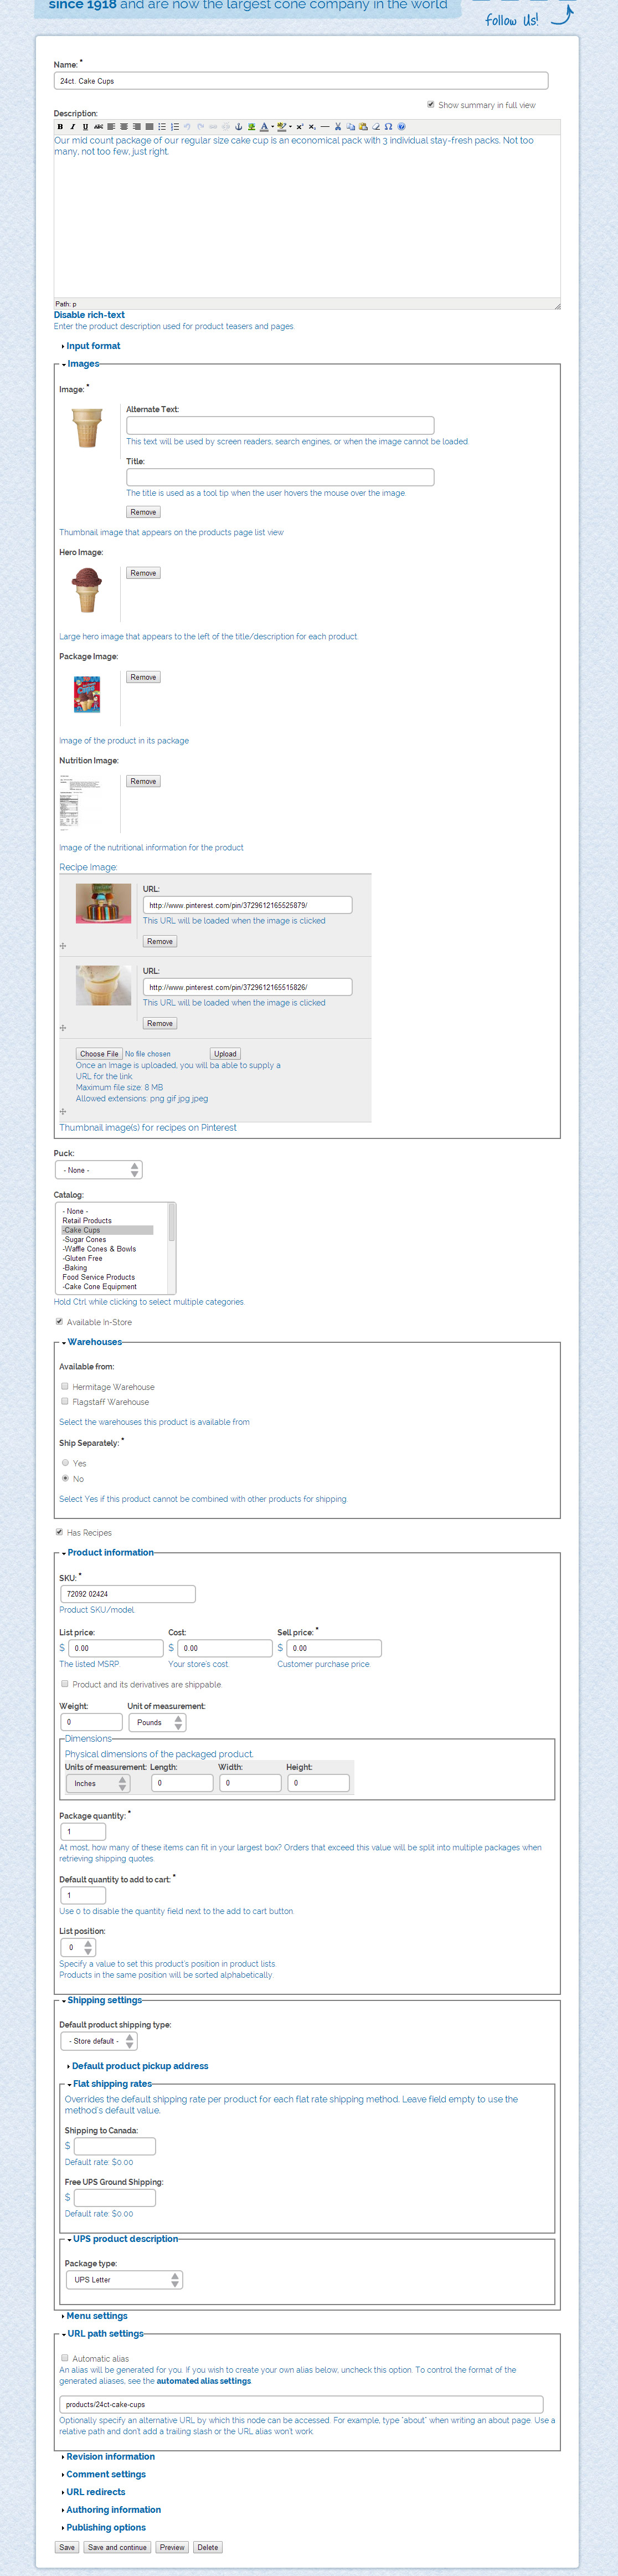 since 1918 and are now the largest cone company in the world
follow Us!
Name: *
24ct. Cake Cups
Show summary in full view
Description:
Our mid count package of our regular size cake cup is an economical pack with 3 individual stay-fresh packs. Not too
many, not too few, just right.
Path: p
Disable rich-text
Enter the product description used for product teasers and pages.
Input format
Images
Image: *
Alternate Text:
This text will be used by screen readers, search engines, or when the image cannot be loaded.
Title:
The title is used as a tool tip when the user hovers the mouse over the image.
Remove
Thumbnail image that appears on the products page list view
Hero Image:
Remove
Large hero image that appears to the left of the title/description for each product.
Package Image:
Remove
Image of the product in its package
Nutrition Image:
Remove
Image of the nutritional information for the product
Recipe Image:
URL:
http://www.pinterest.com/pin/3729612165525879/
This URL will be loaded when the image is clicked
Remove
URL:
http://www.pinterest.com/pin/3729612165515826/
This URL will be loaded when the image is clicked
Remove
Choose File No file chosen Upload
Once an image is uploaded, you will ba able to supply a
URL for the link.
Maximum file size: 8 MB
Allowed extensions: png gif jpg jpeg
Thumbnail image(s) for recipes on Pinterest
Puck:
- None -
Catalog:
- None -
Retail Products
-Cake Cups
-Sugar Cones
-Waffle Cones & Bowls
-Gluten Free
-Baking
Food Service Products
-Cake Cone Equipment
Hold Ctrl while clicking to select multiple categories.
Available In-Store
Warehouses
Available from:
Hermitage Warehouse
Flagstaff Warehouse
Select the warehouses this product is available from
Ship Separately: *
Yes
No
Select Yes if this product cannot be combined with other products for shipping.
Has Recipes
Product information
SKU: *
72092 02424
Product SKU/model.
List price: Cost: Sell price: *
$ 0.00 $ 0.00 $ 0.00
The listed MSRP. Your store's cost. Customer purchase price.
Product and its derivatives are shippable.
Weight: Unit of measurement:
0 Pounds
Dimensions
Physical dimensions of the packaged product.
Units of measurement: Length: Width: Height:
Inches 0 0 0
Package quantity: *
1
At most, how many of these items can fit in your largest box? Orders that exceed this value will be split into multiple packages when
retrieving shipping quotes.
Default quantity to add to cart: *
1
Use 0 to disable the quantity field next to the add to cart button.
List position:
0
Specify a value to set this product's position in product lists.
Products in the same position will be sorted alphabetically.
Shipping settings
Default product shipping type:
- Store default -
Default product pickup address
Flat shipping rates
Overrides the default shipping rate per product for each flat rate shipping method. Leave field empty to use the
method's default value.
Shipping to Canada:
$
Default rate: $0.00
Free UPS Ground Shipping:
$
Default rate: $0.00
UPS product description
Package type:
UPS Letter
Menu settings
URL path settings
Automatic alias
An alias will be generated for you. If you wish to create your own alias below, uncheck this option. To control the format of the
generated aliases, see the automated alias settings.
products/24ct-cake-cups
Optionally specify an alternative URL by which this node can be accessed. For example, type "about" when writing an about page. Use a
relative path and don't add a trailing slash or the URL alias won't work.
Revision information
Comment settings
URL redirects
Authoring information
Publishing options
Save Save and continue Preview Delete